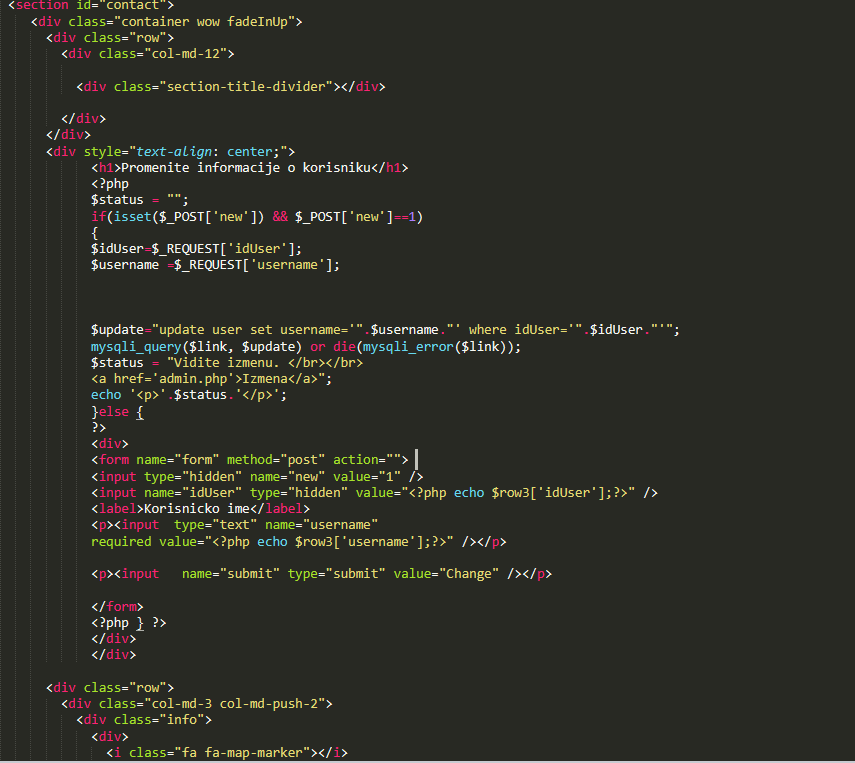 <section id="contact">
<div class="container wow fadeInUp">
<div class="row">
<div class="col-md-12">
<div class="section-title-divider"></div>
</div>
</div>
<div style="text-align: center;">
<h1>Promenite informacije o korisniku</h1>
<?php
$status = "";
if(isset($_POST['new']) && $_POST['new']==1)
{
$idUser=$_REQUEST['idUser'];
$username =$_REQUEST['username'];
$update="update user set username='".$username."' where idUser='".$idUser."'";
mysqli_query($link, $update) or die(mysqli_error($link));
$status = "Vidite izmenu. </br></br>
<a href='admin.php'>Izmena</a>";
echo '<p>'.$status.'</p>';
}else {
?>
<div>
<form name="form" method="post" action="">
<input type="hidden" name="new" value="1" />
<input name="idUser" type="hidden" value="<?php echo $row3['idUser'];?>" />
<label>Korisnicko ime</label>
<p><input  type="text" name="username"
required value="<?php echo $row3['username'];?>" /></p>
<p><input   name="submit" type="submit" value="Change" /></p>
</form>
<?php } ?>
</div>
</div>
<div class="row">
<div class="col-md-3 col-md-push-2">
<div class="info">
<div>
<i class="fa fa-map-marker"></i>